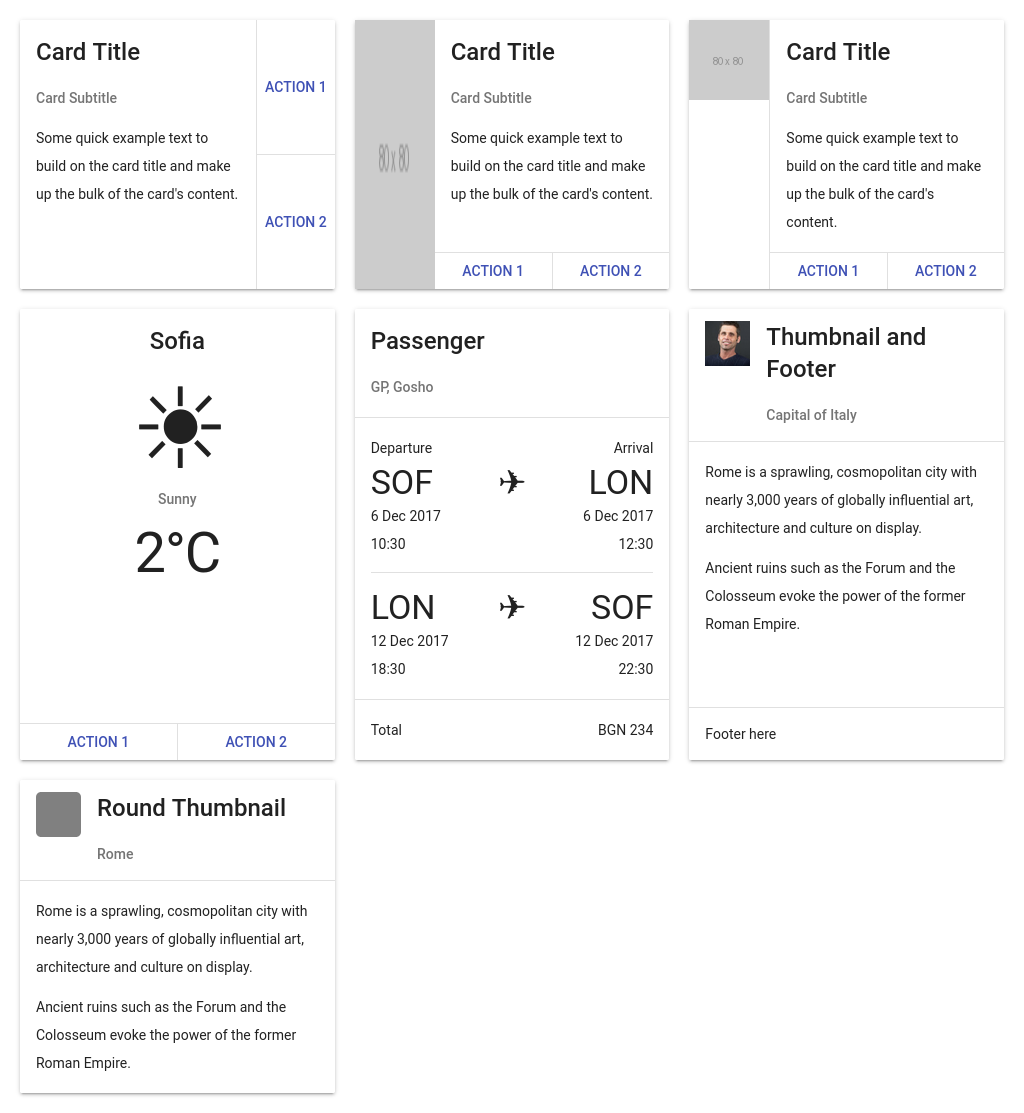 Card Title
Card Subtitle
Some quick example text to
build on the card title and make
up the bulk of the card's content.
ACTION 1
ACTION 2
80 x 80
Card Title
Card Subtitle
Some quick example text to
build on the card title and make
up the bulk of the card's content.
ACTION 1 ACTION 2
80 x 80
Card Title
Card Subtitle
Some quick example text to
build on the card title and make
up the bulk of the card's
content.
ACTION 1 ACTION 2
Sofia
Sunny
2°C
ACTION 1 ACTION 2
Passenger
GP, Gosho
Departure Arrival
SOF ✈ LON
6 Dec 2017 6 Dec 2017
10:30 12:30
LON ✈ SOF
12 Dec 2017 12 Dec 2017
18:30 22:30
Total BGN 234
Thumbnail and
Footer
Capital of Italy
Rome is a sprawling, cosmopolitan city with
nearly 3,000 years of globally influential art,
architecture and culture on display.
Ancient ruins such as the Forum and the
Colosseum evoke the power of the former
Roman Empire.
Footer here
Round Thumbnail
Rome
Rome is a sprawling, cosmopolitan city with
nearly 3,000 years of globally influential art,
architecture and culture on display.
Ancient ruins such as the Forum and the
Colosseum evoke the power of the former
Roman Empire.